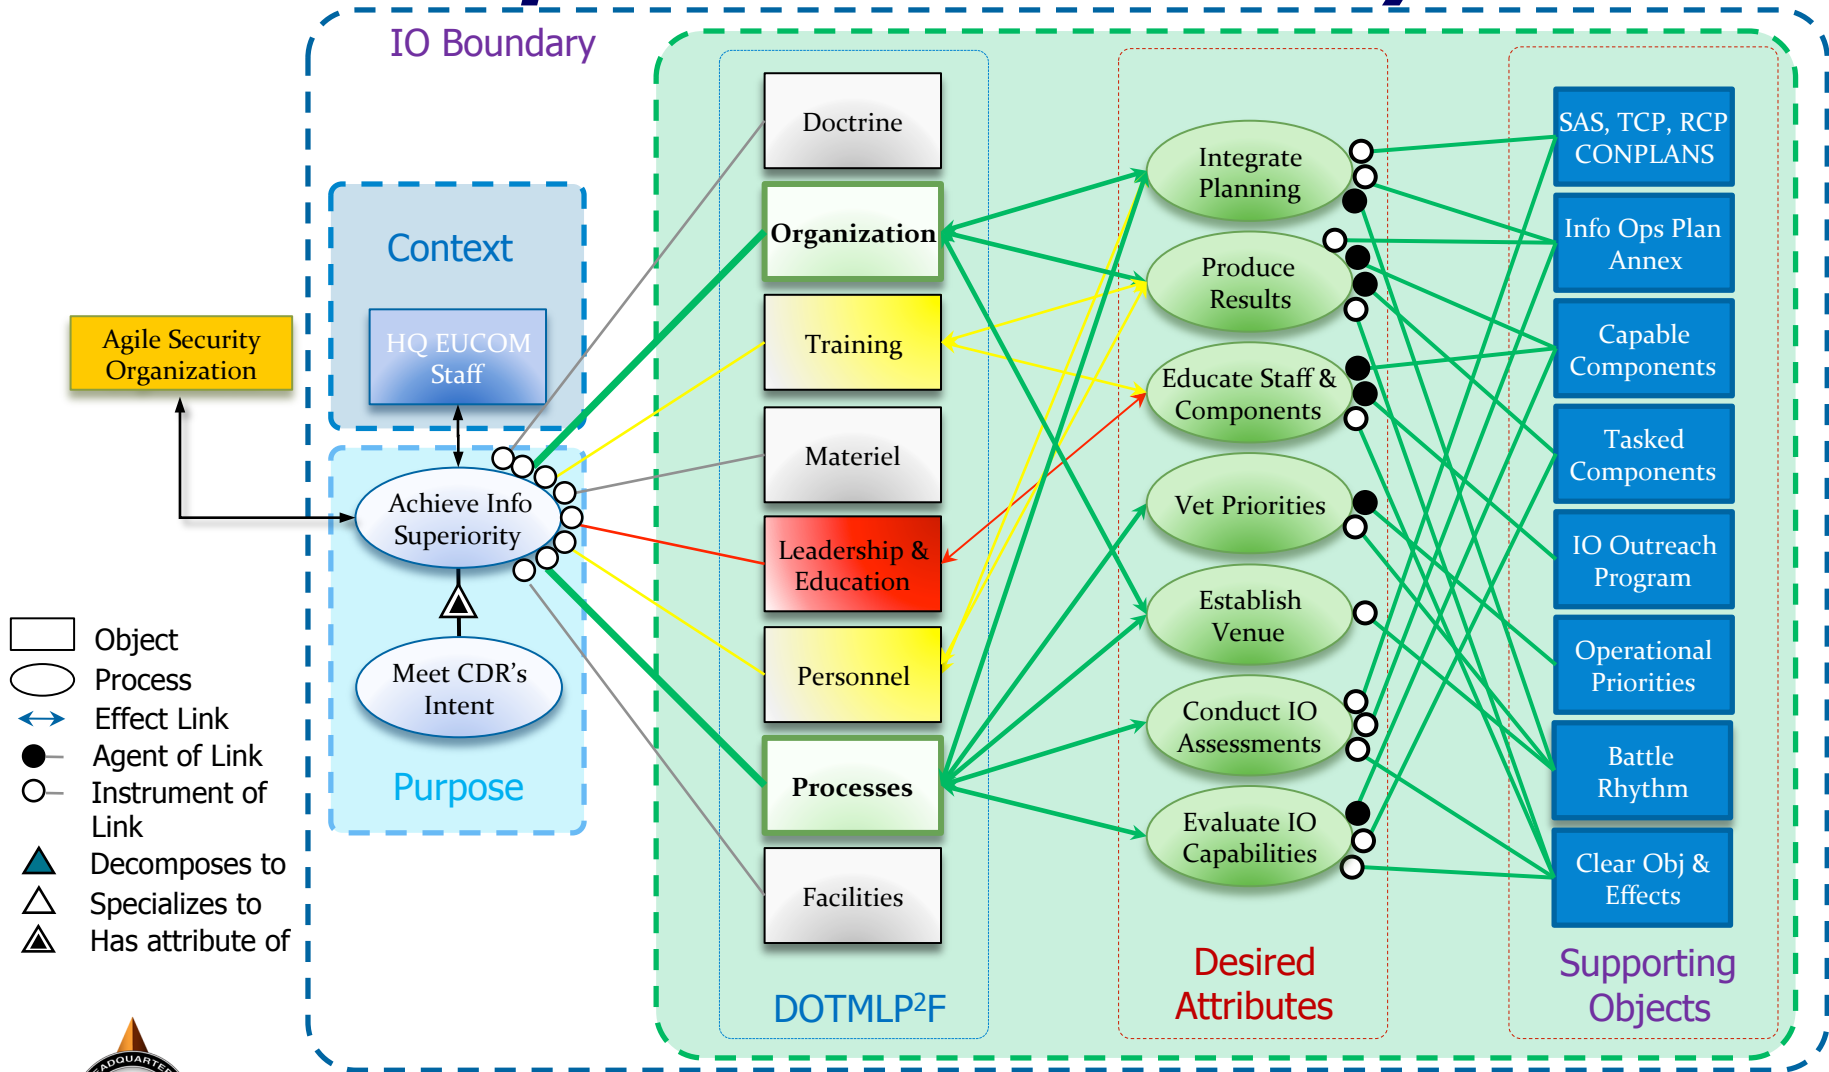 IO Boundary
Context
HQ EUCOM
Staff
Agile Security
Organization
Achieve Info
Superiority
Meet CDR's
Intent
Purpose
Object
Process
Effect Link
Agent of Link
Instrument of
Link
Decomposes to
Specializes to
Has attribute of
Doctrine
Organization
Training
Materiel
Leadership &
Education
Personnel
Processes
Facilities
DOTMLP²F
Integrate
Planning
Produce
Results
Educate Staff &
Components
Vet Priorities
Establish
Venue
Conduct IO
Assessments
Evaluate IO
Capabilities
Desired
Attributes
SAS, TCP, RCP
CONPLANS
Info Ops Plan
Annex
Capable
Components
Tasked
Components
IO Outreach
Program
Operational
Priorities
Battle
Rhythm
Clear Obj &
Effects
Supporting
Objects